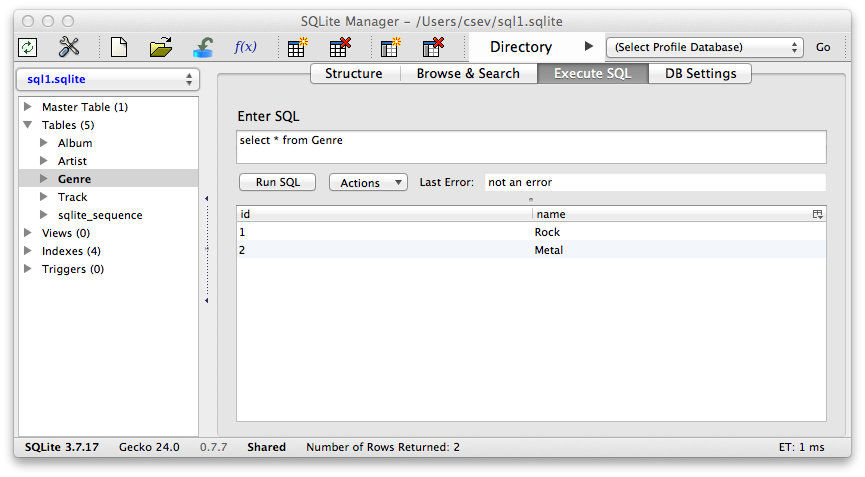 SQLite Manager – /Users/csev/sql1.sqlite
f(x) Directory (Select Profile Database) Go
sql1.sqlite
Structure Browse & Search Execute SQL DB Settings
Master Table (1)
Tables (5)
Album
Artist
Genre
Track
sqlite_sequence
Views (0)
Indexes (4)
Triggers (0)
Enter SQL
select * from Genre
Run SQL Actions Last Error: not an error
id name
1 Rock
2 Metal
SQLite 3.7.17 Gecko 24.0 0.7.7 Shared Number of Rows Returned: 2 ET: 1 ms